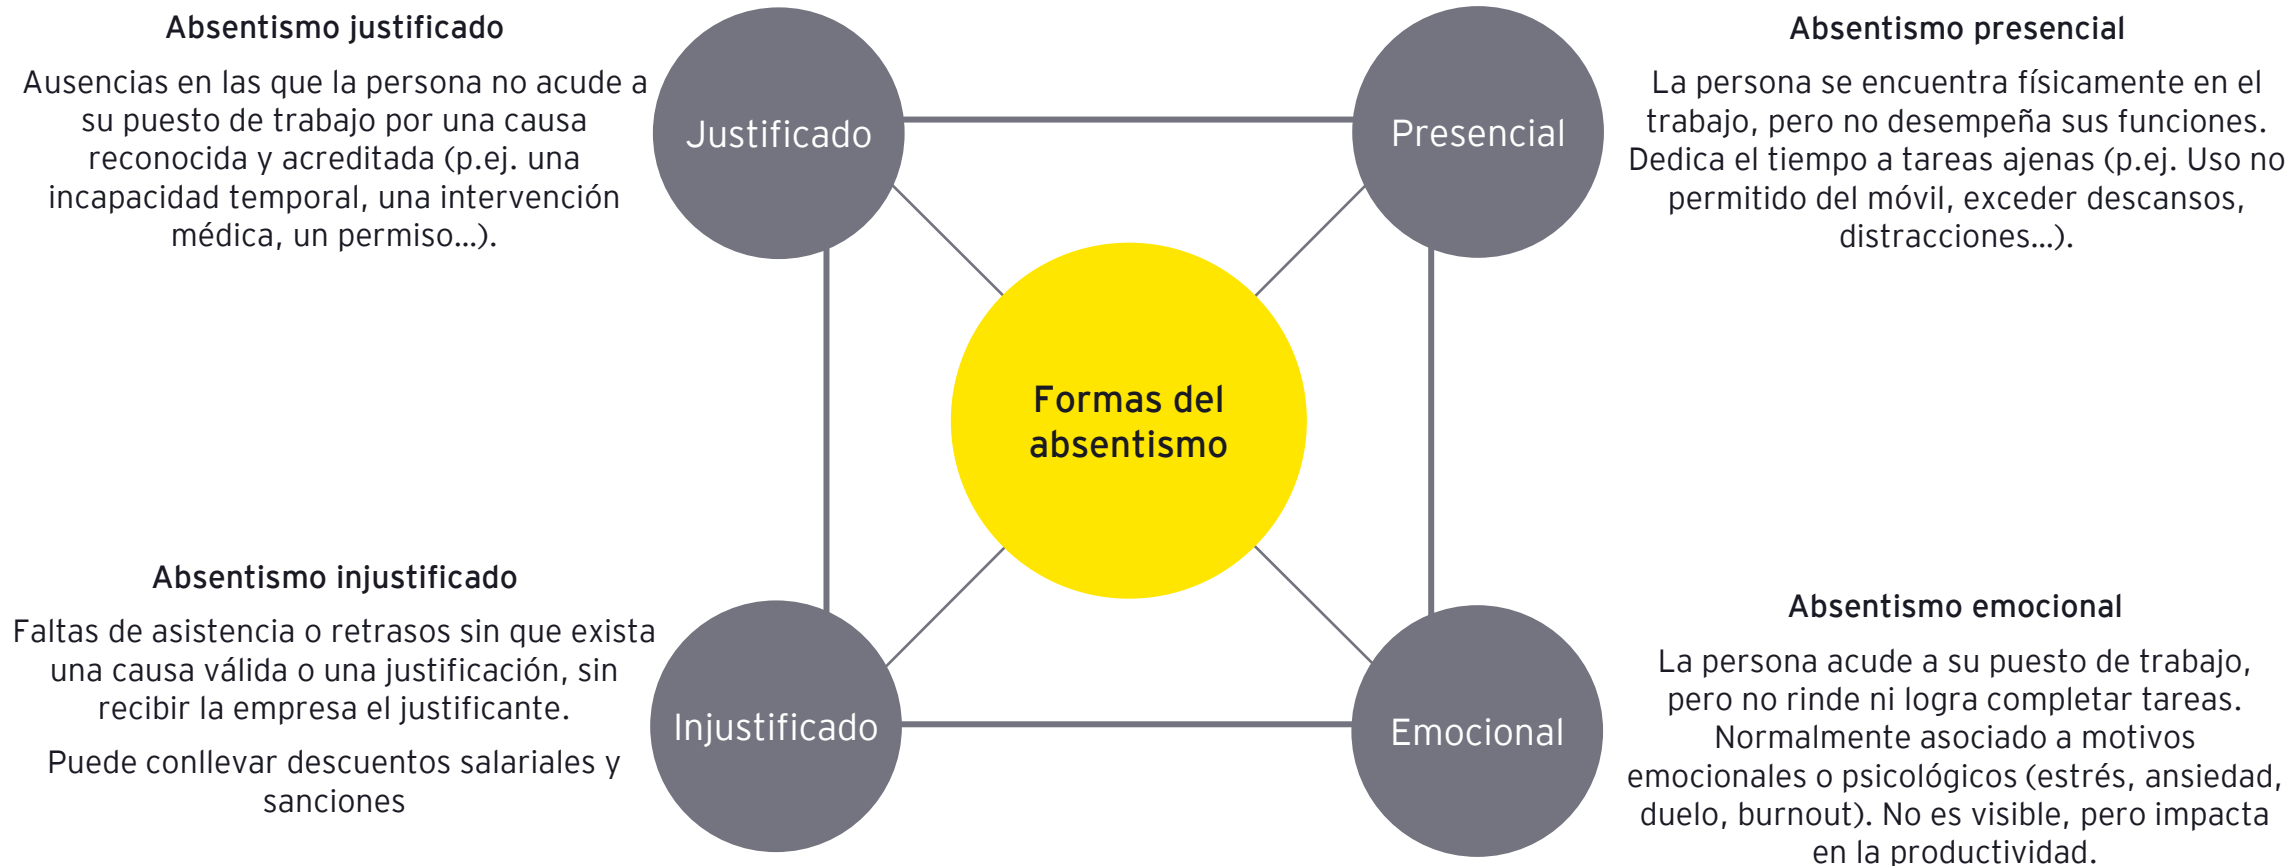 Absentismo justificado
Ausencias en las que la persona no acude a
su puesto de trabajo por una causa
reconocida y acreditada (p.ej. una
incapacidad temporal, una intervención
médica, un permiso...).
Justificado
Presencial
Absentismo presencial
La persona se encuentra físicamente en el
trabajo, pero no desempeña sus funciones.
Dedica el tiempo a tareas ajenas (p.ej. Uso no
permitido del móvil, exceder descansos,
distracciones...).
Formas del
absentismo
Absentismo injustificado
Faltas de asistencia o retrasos sin que exista
una causa válida o una justificación, sin
recibir la empresa el justificante.
Puede conllevar descuentos salariales y
sanciones
Injustificado
Emocional
Absentismo emocional
La persona acude a su puesto de trabajo,
pero no rinde ni logra completar tareas.
Normalmente asociado a motivos
emocionales o psicológicos (estrés, ansiedad,
duelo, burnout). No es visible, pero impacta
en la productividad.